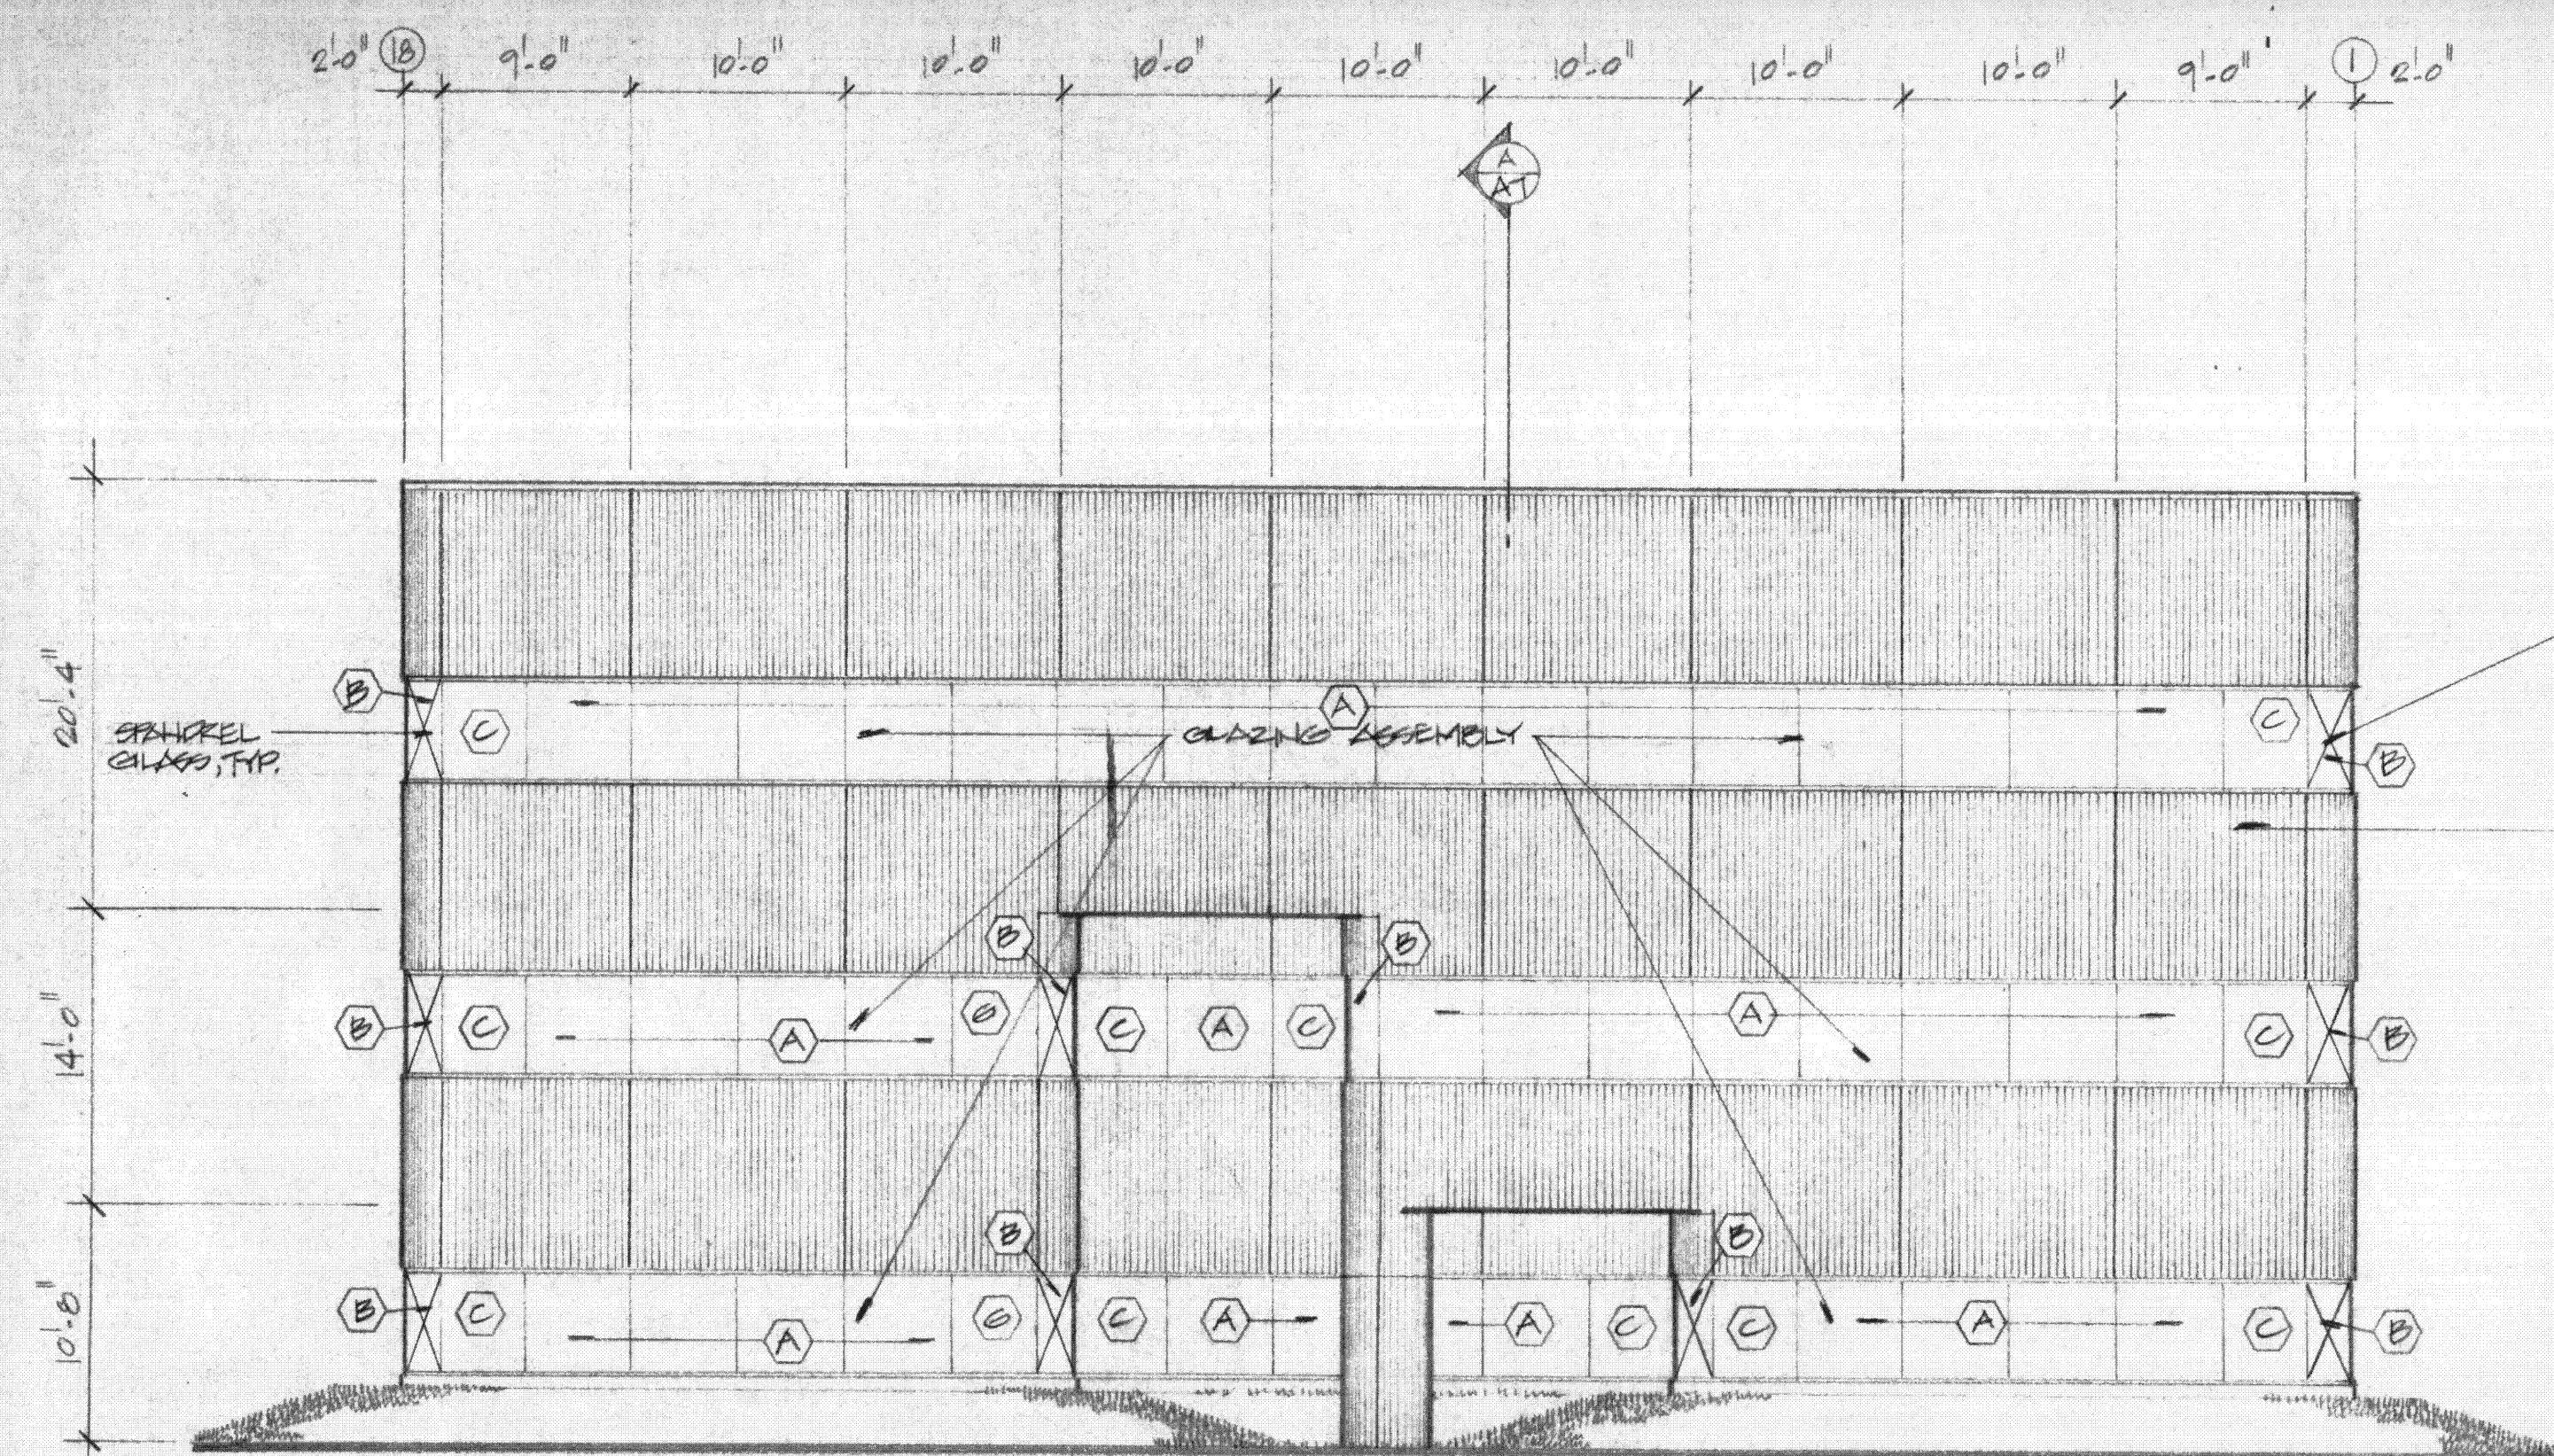 2'-0" 18 9'-0" 10'-0" 10'-0" 10'-0" 10'-0" 10'-0" 10'-0" 10'-0" 9'-0" 1 2'-0"
A
A7
20'-4"
B
A
C
C
SPANDREL
GLASS, TYP.
GLAZING ASSEMBLY
B
B
B
14'-0"
B
C
A
G
C
A
C
A
C
B
B
B
10'-8"
B
C
A
G
C
A
A
C
C
A
C
B